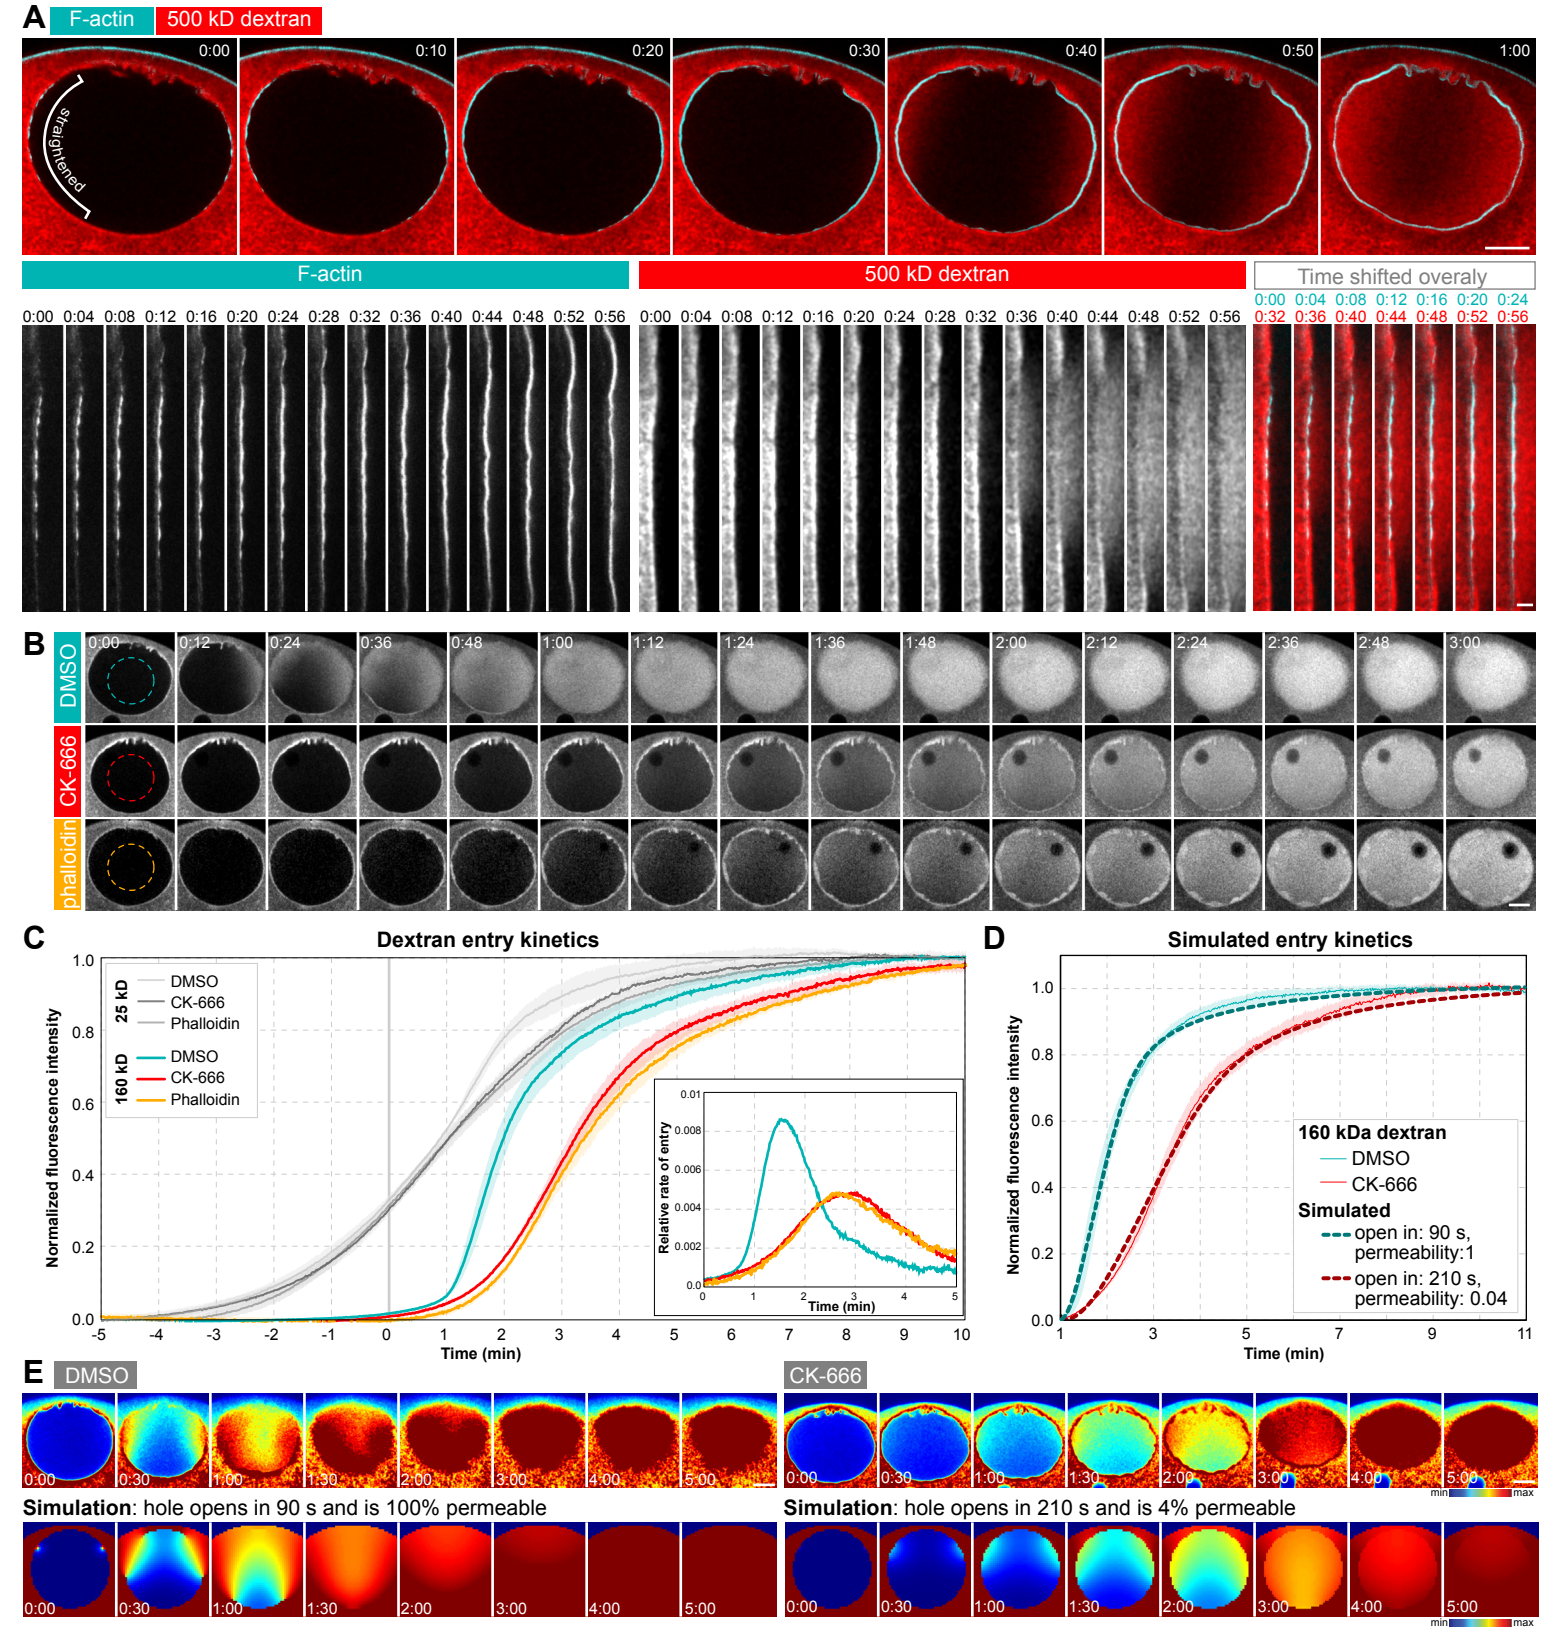 A
F-actin
500 kD dextran
0:00
0:10
0:20
0:30
0:40
0:50
1:00
straightened
F-actin
500 kD dextran
Time shifted overaly
0:00 0:04 0:08 0:12 0:16 0:20 0:24
0:00 0:04 0:08 0:12 0:16 0:20 0:24 0:28 0:32 0:36 0:40 0:44 0:48 0:52 0:56
0:00 0:04 0:08 0:12 0:16 0:20 0:24 0:28 0:32 0:36 0:40 0:44 0:48 0:52 0:56
0:32 0:36 0:40 0:44 0:48 0:52 0:56
B
DMSO
0:00 0:12 0:24 0:36 0:48 1:00 1:12 1:24 1:36 1:48 2:00 2:12 2:24 2:36 2:48 3:00
CK-666
phalloidin
C
Dextran entry kinetics
Normalized fluorescence intensity
1.0
0.8
0.6
0.4
0.2
0.0
25 kD
DMSO
CK-666
Phalloidin
160 kD
DMSO
CK-666
Phalloidin
Relative rate of entry
0.01
0.008
0.006
0.004
0.002
0.0
0 1 2 3 4 5
Time (min)
-5 -4 -3 -2 -1 0 1 2 3 4 5 6 7 8 9 10
Time (min)
D
Simulated entry kinetics
Normalized fluorescence intensity
1.0
0.8
0.6
0.4
0.2
0.0
160 kDa dextran
DMSO
CK-666
Simulated
open in: 90 s,
permeability:1
open in: 210 s,
permeability: 0.04
1 3 5 7 9 11
Time (min)
E
DMSO
0:00 0:30 1:00 1:30 2:00 3:00 4:00 5:00
Simulation: hole opens in 90 s and is 100% permeable
0:00 0:30 1:00 1:30 2:00 3:00 4:00 5:00
CK-666
0:00 0:30 1:00 1:30 2:00 3:00 4:00 5:00
min max
Simulation: hole opens in 210 s and is 4% permeable
0:00 0:30 1:00 1:30 2:00 3:00 4:00 5:00
min max